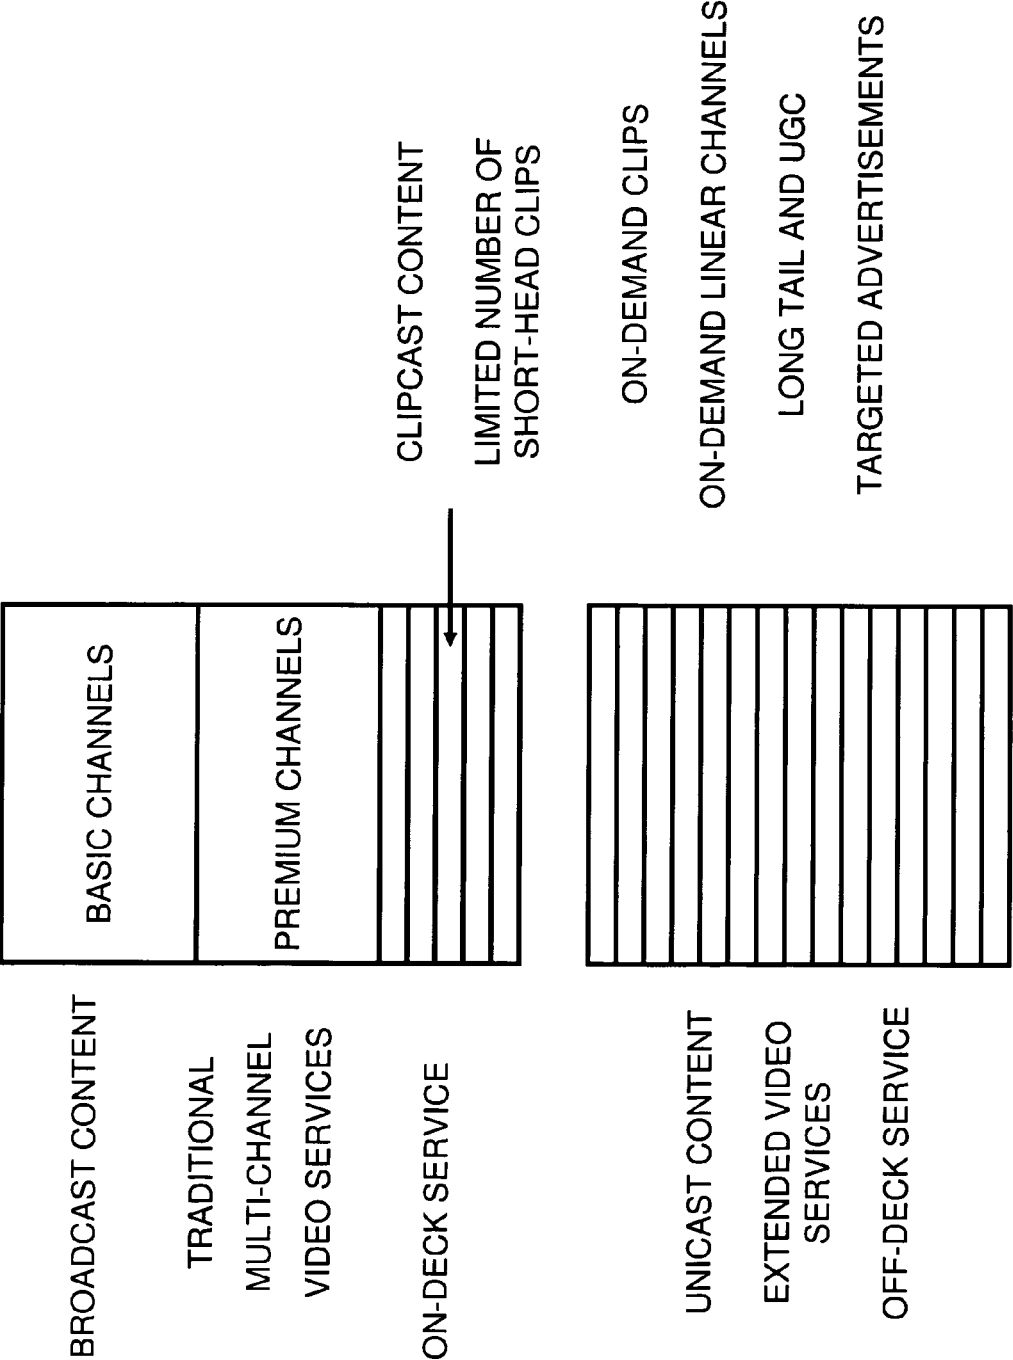 BROADCAST CONTENT
TRADITIONAL
MULTI-CHANNEL
VIDEO SERVICES
ON-DECK SERVICE
BASIC CHANNELS
PREMIUM CHANNELS
CLIPCAST CONTENT
LIMITED NUMBER OF
SHORT-HEAD CLIPS
UNICAST CONTENT
EXTENDED VIDEO
SERVICES
OFF-DECK SERVICE
ON-DEMAND CLIPS
ON-DEMAND LINEAR CHANNELS
LONG TAIL AND UGC
TARGETED ADVERTISEMENTS